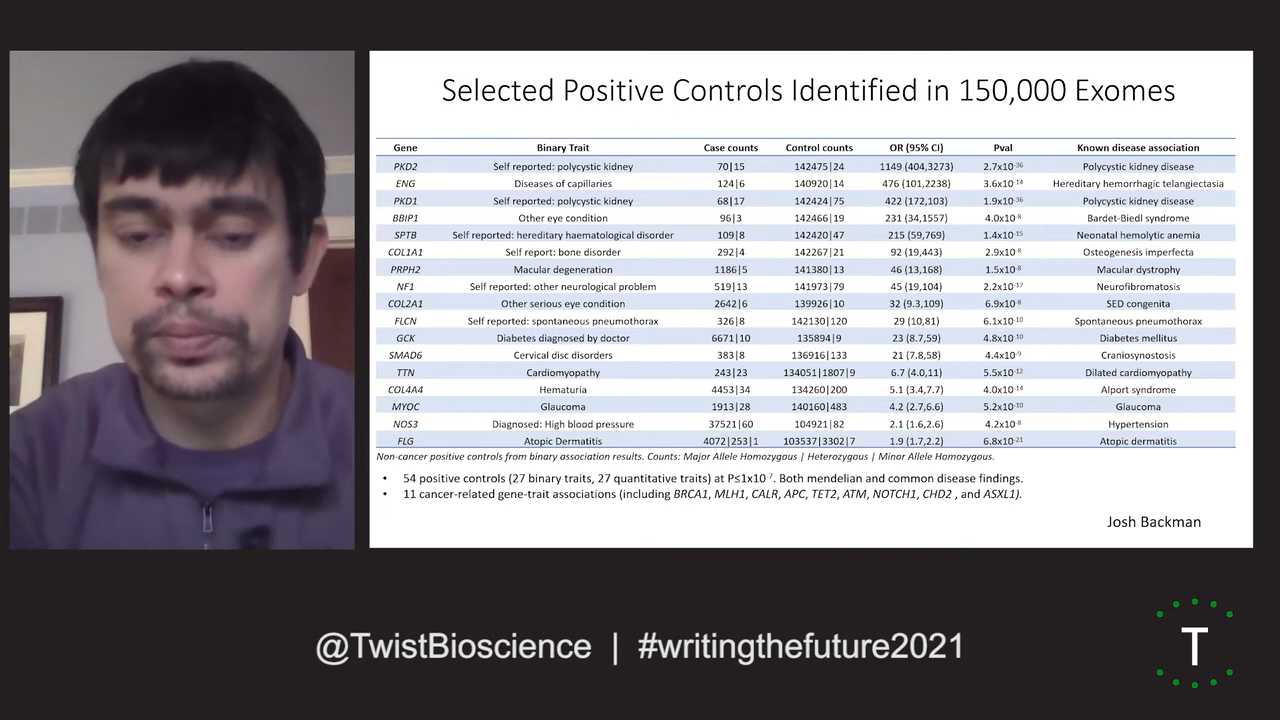 Selected Positive Controls Identified in 150,000 Exomes
Gene Binary Trait Case counts Control counts OR (95% CI) Pval Known disease association
PKD2 Self reported: polycystic kidney 70|15 142475|24 1149 (404,3273) 2.7x10⁻³⁶ Polycystic kidney disease
ENG Diseases of capillaries 124|6 140920|14 476 (101,2238) 3.6x10⁻¹⁴ Hereditary hemorrhagic telangiectasia
PKD1 Self reported: polycystic kidney 68|17 142424|75 422 (172,103) 1.9x10⁻³⁶ Polycystic kidney disease
BBIP1 Other eye condition 96|3 142466|19 231 (34,1557) 4.0x10⁻⁸ Bardet-Biedl syndrome
SPTB Self reported: hereditary haematological disorder 109|8 142420|47 215 (59,769) 1.4x10⁻¹⁵ Neonatal hemolytic anemia
COL1A1 Self report: bone disorder 292|4 142267|21 92 (19,443) 2.9x10⁻⁸ Osteogenesis imperfecta
PRPH2 Macular degeneration 1186|5 141380|13 46 (13,168) 1.5x10⁻⁸ Macular dystrophy
NF1 Self reported: other neurological problem 519|13 141973|79 45 (19,104) 2.2x10⁻¹⁷ Neurofibromatosis
COL2A1 Other serious eye condition 2642|6 139926|10 32 (9.3,109) 6.9x10⁻⁸ SED congenita
FLCN Self reported: spontaneous pneumothorax 326|8 142130|120 29 (10,81) 6.1x10⁻¹⁰ Spontaneous pneumothorax
GCK Diabetes diagnosed by doctor 6671|10 135894|9 23 (8.7,59) 4.8x10⁻¹⁰ Diabetes mellitus
SMAD6 Cervical disc disorders 383|8 136916|133 21 (7.8,58) 4.4x10⁻⁹ Craniosynostosis
TTN Cardiomyopathy 243|23 134051|1807|9 6.7 (4.0,11) 5.5x10⁻¹² Dilated cardiomyopathy
COL4A4 Hematuria 4453|34 134260|200 5.1 (3.4,7.7) 4.0x10⁻¹⁴ Alport syndrome
MYOC Glaucoma 1913|28 140160|483 4.2 (2.7,6.6) 5.2x10⁻¹⁰ Glaucoma
NOS3 Diagnosed: High blood pressure 37521|60 104921|82 2.1 (1.6,2.6) 4.2x10⁻⁸ Hypertension
FLG Atopic Dermatitis 4072|253|1 103537|3302|7 1.9 (1.7,2.2) 6.8x10⁻²¹ Atopic dermatitis
Non-cancer positive controls from binary association results. Counts: Major Allele Homozygous | Heterozygous | Minor Allele Homozygous.
• 54 positive controls (27 binary traits, 27 quantitative traits) at P≤1x10⁻⁷. Both mendelian and common disease findings.
• 11 cancer-related gene-trait associations (including BRCA1, MLH1, CALR, APC, TET2, ATM, NOTCH1, CHD2 , and ASXL1).
Josh Backman
@TwistBioscience | #writingthefuture2021
T